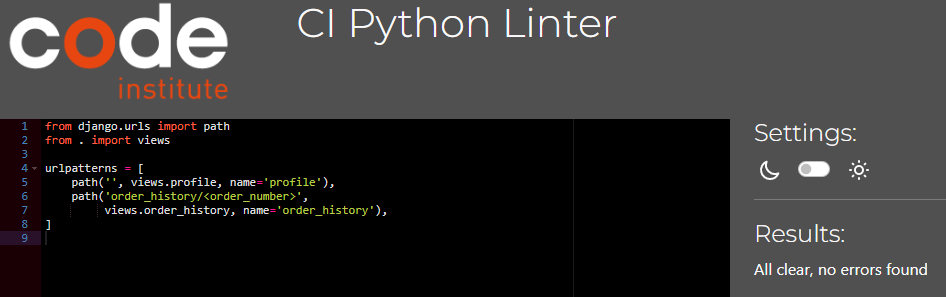 code
institute
CI Python Linter
1 from django.urls import path
2 from . import views
3
4 urlpatterns = [
5     path('', views.profile, name='profile'),
6     path('order_history/<order_number>',
7          views.order_history, name='order_history'),
8 ]
9
Settings:
Results:
All clear, no errors found